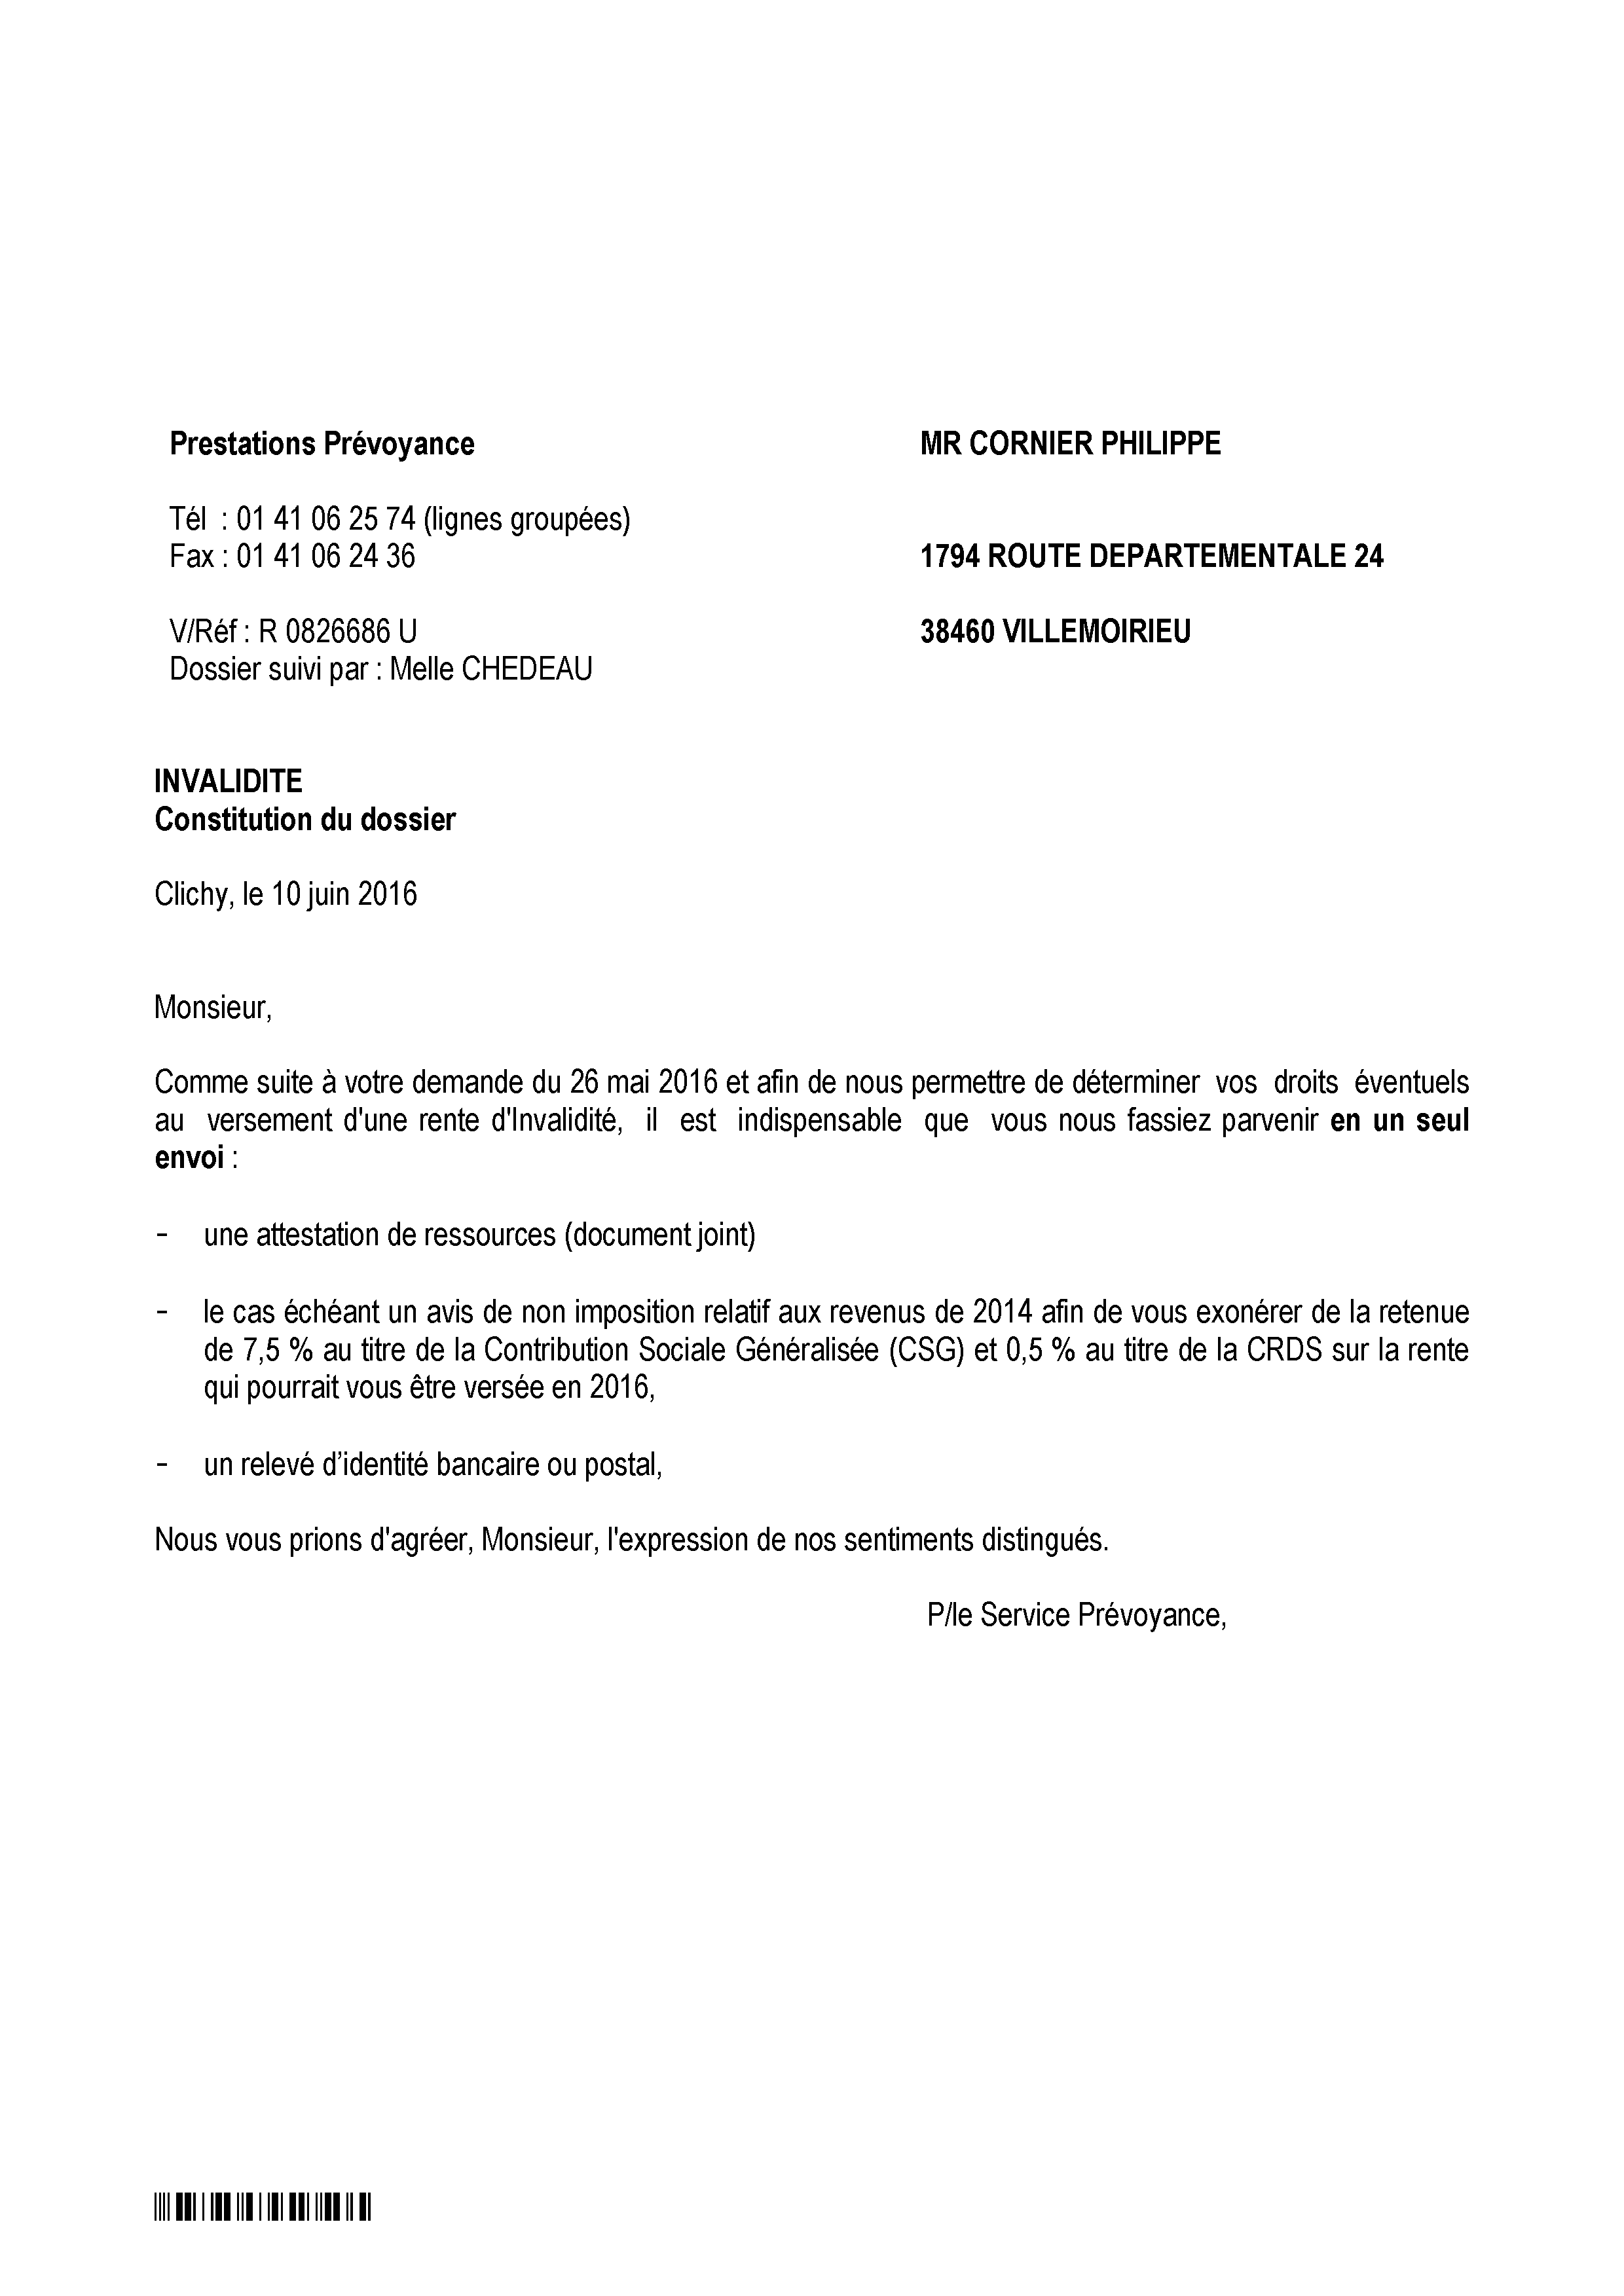 Prestations Prévoyance
MR CORNIER PHILIPPE
Tél : 01 41 06 25 74 (lignes groupées)
Fax : 01 41 06 24 36
1794 ROUTE DEPARTEMENTALE 24
V/Réf : R 0826686 U
38460 VILLEMOIRIEU
Dossier suivi par : Melle CHEDEAU
INVALIDITE
Constitution du dossier
Clichy, le 10 juin 2016
Monsieur,
Comme suite à votre demande du 26 mai 2016 et afin de nous permettre de déterminer vos droits éventuels
au versement d'une rente d'Invalidité, il est indispensable que vous nous fassiez parvenir en un seul
envoi :
- une attestation de ressources (document joint)
- le cas échéant un avis de non imposition relatif aux revenus de 2014 afin de vous exonérer de la retenue
de 7,5 % au titre de la Contribution Sociale Généralisée (CSG) et 0,5 % au titre de la CRDS sur la rente
qui pourrait vous être versée en 2016,
- un relevé d’identité bancaire ou postal,
Nous vous prions d'agréer, Monsieur, l'expression de nos sentiments distingués.
P/le Service Prévoyance,